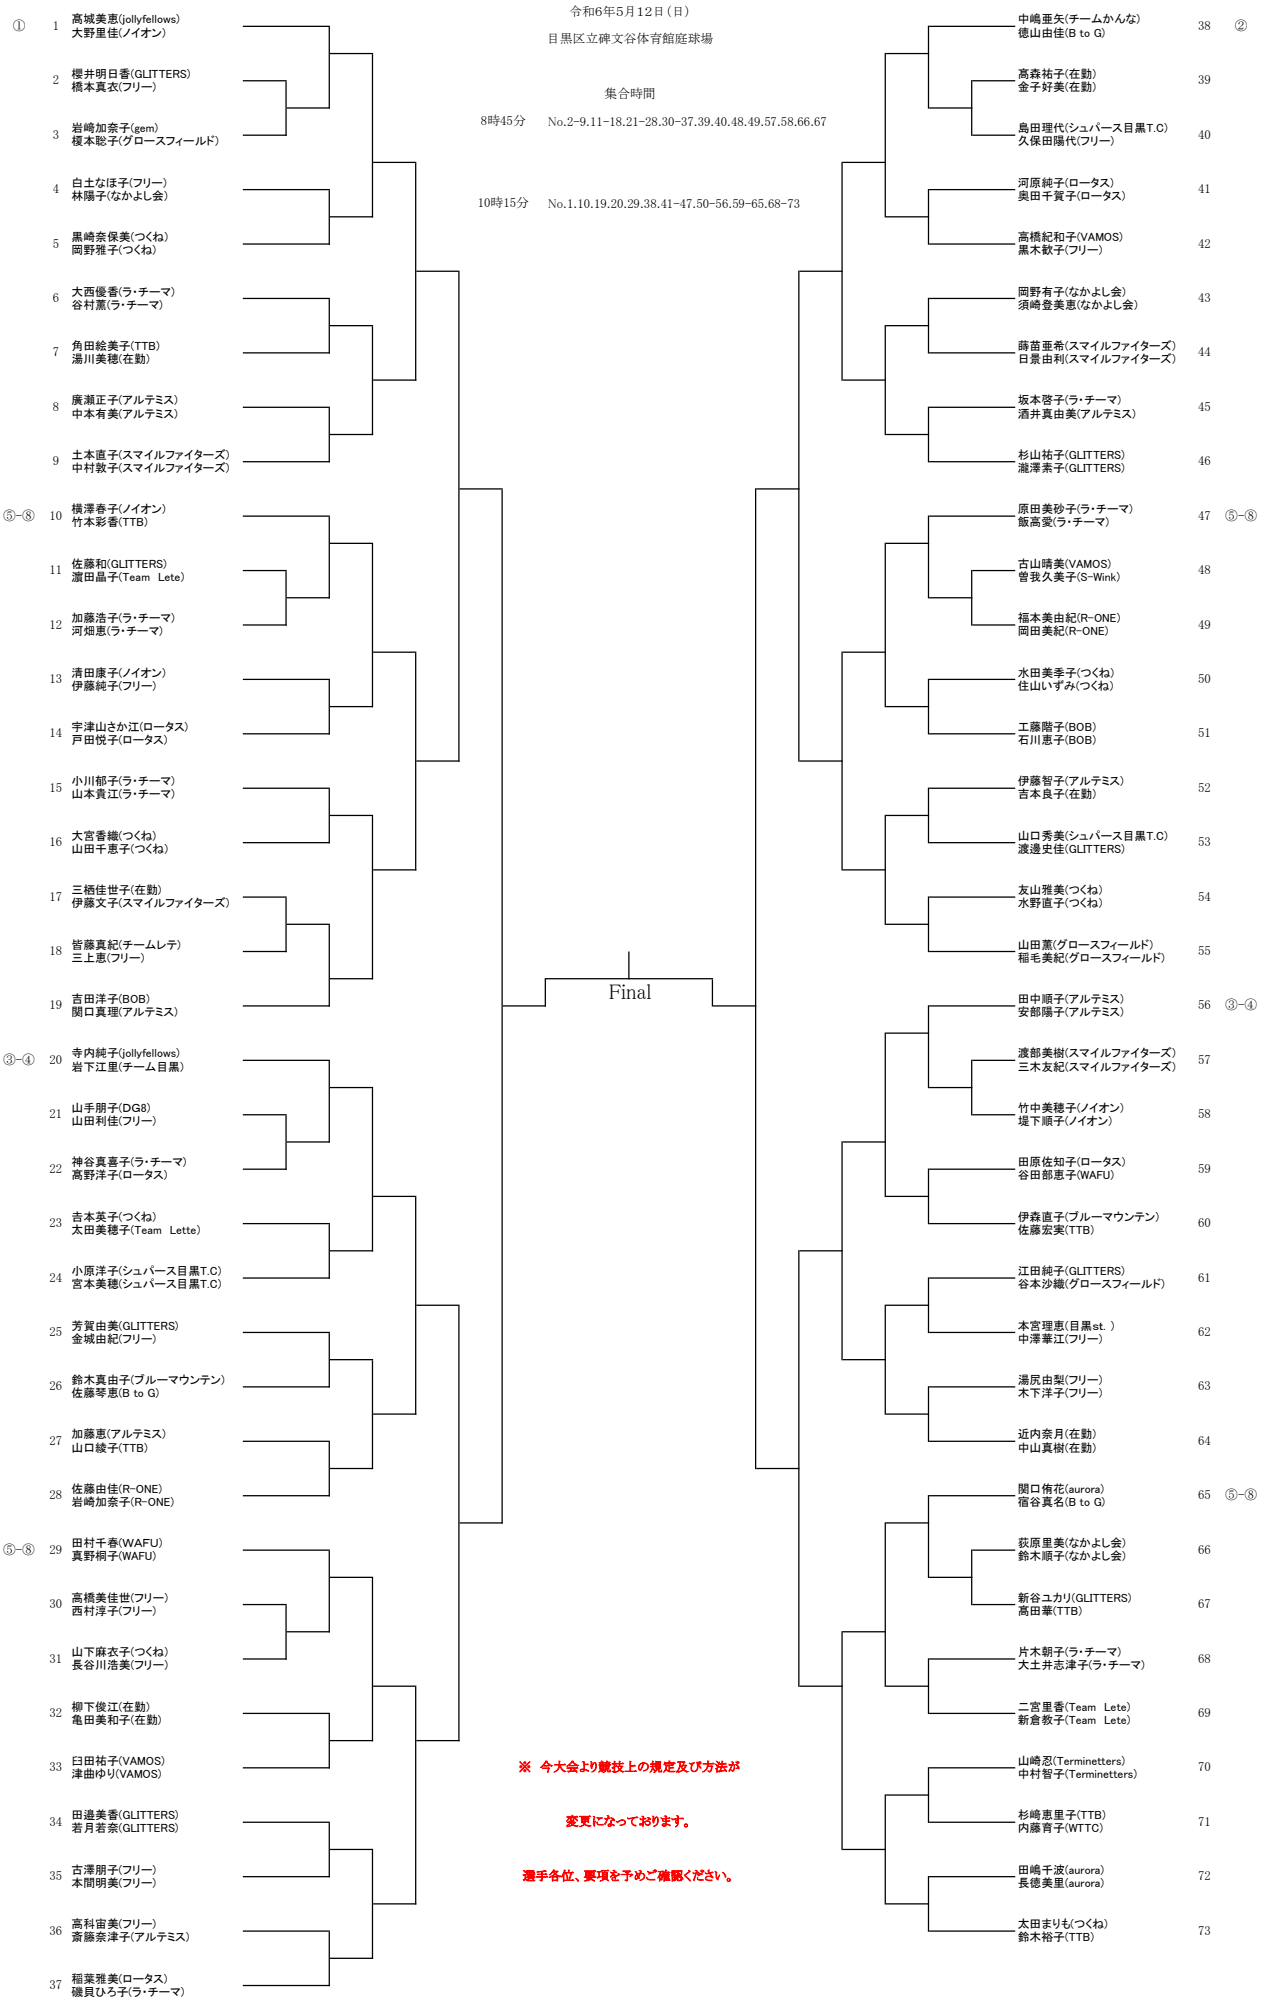 令和6年5月12日(日)
目黒区立碑文谷体育館庭球場
集合時間
8時45分 No.2-9.11-18.21-28.30-37.39.40.48.49.57.58.66.67
10時15分 No.1.10.19.20.29.38.41-47.50-56.59-65.68-73
① 1 髙城美恵(jollyfellows)
大野里佳(ノイオン)
2 櫻井明日香(GLITTERS)
橋本真衣(フリー)
3 岩﨑加奈子(gem)
榎本聡子(グロースフィールド)
4 白土なほ子(フリー)
林陽子(なかよし会)
5 黒崎奈保美(つくね)
岡野雅子(つくね)
6 大西優香(ラ・チーマ)
谷村薫(ラ・チーマ)
7 角田絵美子(TTB)
湯川美穂(在勤)
8 廣瀬正子(アルテミス)
中本有美(アルテミス)
9 土本直子(スマイルファイターズ)
中村敦子(スマイルファイターズ)
⑤-⑧ 10 横澤春子(ノイオン)
竹本彩香(TTB)
11 佐藤和(GLITTERS)
濵田晶子(Team Lete)
12 加藤浩子(ラ・チーマ)
河畑恵(ラ・チーマ)
13 清田康子(ノイオン)
伊藤純子(フリー)
14 宇津山さか江(ロータス)
戸田悦子(ロータス)
15 小川郁子(ラ・チーマ)
山本貴江(ラ・チーマ)
16 大宮香織(つくね)
山田千恵子(つくね)
17 三栖佳世子(在勤)
伊藤文子(スマイルファイターズ)
18 皆藤真紀(チームレテ)
三上恵(フリー)
19 吉田洋子(BOB)
関口真理(アルテミス)
③-④ 20 寺内純子(jollyfellows)
岩下江里(チーム目黒)
21 山手朋子(DG8)
山田利佳(フリー)
22 神谷真喜子(ラ・チーマ)
髙野洋子(ロータス)
23 𠮷本英子(つくね)
太田美穂子(Team Lette)
24 小原洋子(シュパース目黒T.C)
宮本美穂(シュパース目黒T.C)
25 芳賀由美(GLITTERS)
金城由紀(フリー)
26 鈴木真由子(ブルーマウンテン)
佐藤琴恵(B to G)
27 加藤恵(アルテミス)
山口綾子(TTB)
28 佐藤由佳(R-ONE)
岩崎加奈子(R-ONE)
⑤-⑧ 29 田村千春(WAFU)
真野桐子(WAFU)
30 高橋美佳世(フリー)
西村淳子(フリー)
31 山下麻衣子(つくね)
長谷川浩美(フリー)
32 柳下俊江(在勤)
亀田美和子(在勤)
33 臼田祐子(VAMOS)
津曲ゆり(VAMOS)
34 田邉美香(GLITTERS)
若月若奈(GLITTERS)
35 古澤朋子(フリー)
本間明美(フリー)
36 高科宙美(フリー)
斎籐奈津子(アルテミス)
37 稲葉雅美(ロータス)
磯貝ひろ子(ラ・チーマ)
Final
※ 今大会より競技上の規定及び方法が
変更になっております。
選手各位、要項を予めご確認ください。
中嶋亜矢(チームかんな) 38 ②
徳山由佳(B to G)
髙森祐子(在勤) 39
金子好美(在勤)
島田理代(シュパース目黒T.C) 40
久保田陽代(フリー)
河原純子(ロータス) 41
奥田千賀子(ロータス)
高橋紀和子(VAMOS) 42
黒木歓子(フリー)
岡野有子(なかよし会) 43
須崎登美恵(なかよし会)
蒔苗亜希(スマイルファイターズ) 44
日景由利(スマイルファイターズ)
坂本啓子(ラ・チーマ) 45
酒井真由美(アルテミス)
杉山祐子(GLITTERS) 46
瀧澤素子(GLITTERS)
原田美砂子(ラ・チーマ) 47 ⑤-⑧
飯高愛(ラ・チーマ)
古山晴美(VAMOS) 48
曽我久美子(S-Wink)
福本美由紀(R-ONE) 49
岡田美紀(R-ONE)
水田美季子(つくね) 50
住山いずみ(つくね)
工藤階子(BOB) 51
石川恵子(BOB)
伊藤智子(アルテミス) 52
吉本良子(在勤)
山口秀美(シュパース目黒T.C) 53
渡邊史佳(GLITTERS)
友山雅美(つくね) 54
水野直子(つくね)
山田薫(グロースフィールド) 55
稲毛美紀(グロースフィールド)
田中順子(アルテミス) 56 ③-④
安部陽子(アルテミス)
渡部美樹(スマイルファイターズ) 57
三木友紀(スマイルファイターズ)
竹中美穂子(ノイオン) 58
堤下順子(ノイオン)
田原佐知子(ロータス) 59
谷田部恵子(WAFU)
伊森直子(ブルーマウンテン) 60
佐藤宏実(TTB)
江田純子(GLITTERS) 61
谷本沙織(グロースフィールド)
本宮理恵(目黒st. ) 62
中澤華江(フリー)
湯尻由梨(フリー) 63
木下洋子(フリー)
近内奈月(在勤) 64
中山真樹(在勤)
関口侑花(aurora) 65 ⑤-⑧
宿谷真名(B to G)
荻原里美(なかよし会) 66
鈴木順子(なかよし会)
新谷ユカリ(GLITTERS) 67
髙田華(TTB)
片木朝子(ラ・チーマ) 68
大土井志津子(ラ・チーマ)
二宮里香(Team Lete) 69
新倉教子(Team Lete)
山﨑忍(Terminetters) 70
中村智子(Terminetters)
杉﨑恵里子(TTB) 71
内藤育子(WTTC)
田嶋千波(aurora) 72
長徳美里(aurora)
太田まりも(つくね) 73
鈴木裕子(TTB)